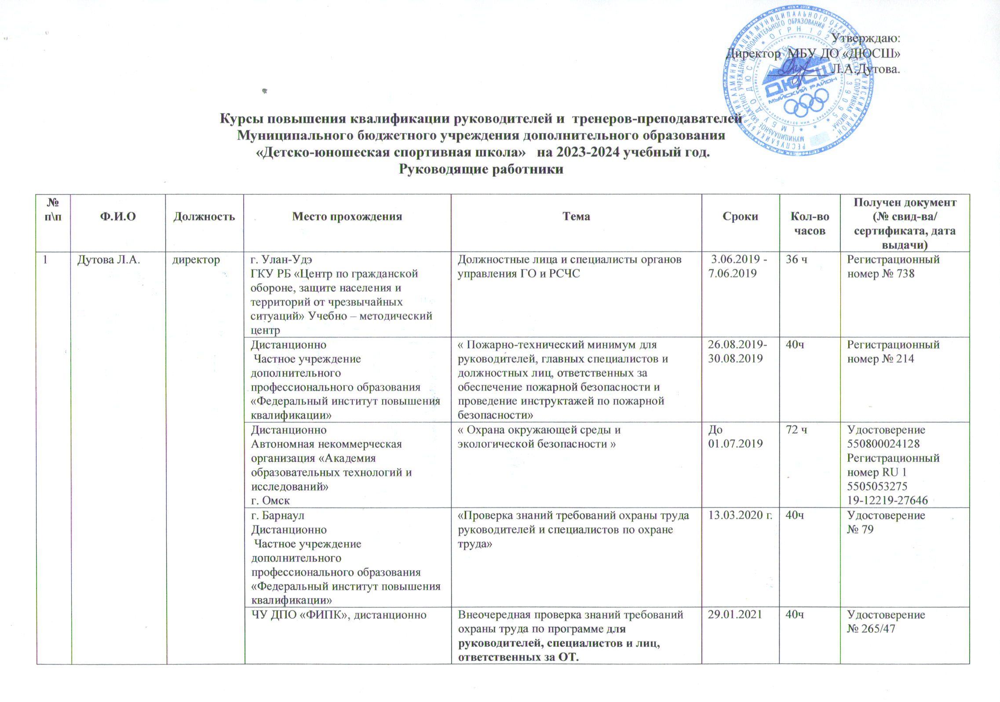 Утверждаю:
Директор  МБУ ДО «ДЮСШ»
Л.А.Дутова.
ДЮСШ
МУЙСКИЙ РАЙОН
Курсы повышения квалификации руководителей и  тренеров-преподавателей
Муниципального бюджетного учреждения дополнительного образования
«Детско-юношеская спортивная школа»   на 2023-2024 учебный год.
Руководящие работники
№
п\п
Ф.И.О
Должность
Место прохождения
Тема
Сроки
Кол-во
часов
Получен документ
(№ свид-ва/
сертификата, дата
выдачи)
1
Дутова Л.А.
директор
г. Улан-Удэ
ГКУ РБ «Центр по гражданской
обороне, защите населения и
территорий от чрезвычайных
ситуаций» Учебно – методический
центр
Должностные лица и специалисты органов
управления ГО и РСЧС
3.06.2019 -
7.06.2019
36 ч
Регистрационный
номер № 738
Дистанционно
Частное учреждение
дополнительного
профессионального образования
«Федеральный институт повышения
квалификации»
« Пожарно-технический минимум для
руководителей, главных специалистов и
должностных лиц, ответственных за
обеспечение пожарной безопасности и
проведение инструктажей по пожарной
безопасности»
26.08.2019-
30.08.2019
40ч
Регистрационный
номер № 214
Дистанционно
Автономная некоммерческая
организация «Академия
образовательных технологий и
исследований»
г. Омск
« Охрана окружающей среды и
экологической безопасности »
До
01.07.2019
72 ч
Удостоверение
550800024128
Регистрационный
номер RU 1
5505053275
19-12219-27646
г. Барнаул
Дистанционно
Частное учреждение
дополнительного
профессионального образования
«Федеральный институт повышения
квалификации»
«Проверка знаний требований охраны труда
руководителей и специалистов по охране
труда»
13.03.2020 г.
40ч
Удостоверение
№ 79
ЧУ ДПО «ФИПК», дистанционно
Внеочередная проверка знаний требований
охраны труда по программе для
руководителей, специалистов и лиц,
ответственных за ОТ.
29.01.2021
40ч
Удостоверение
№ 265/47